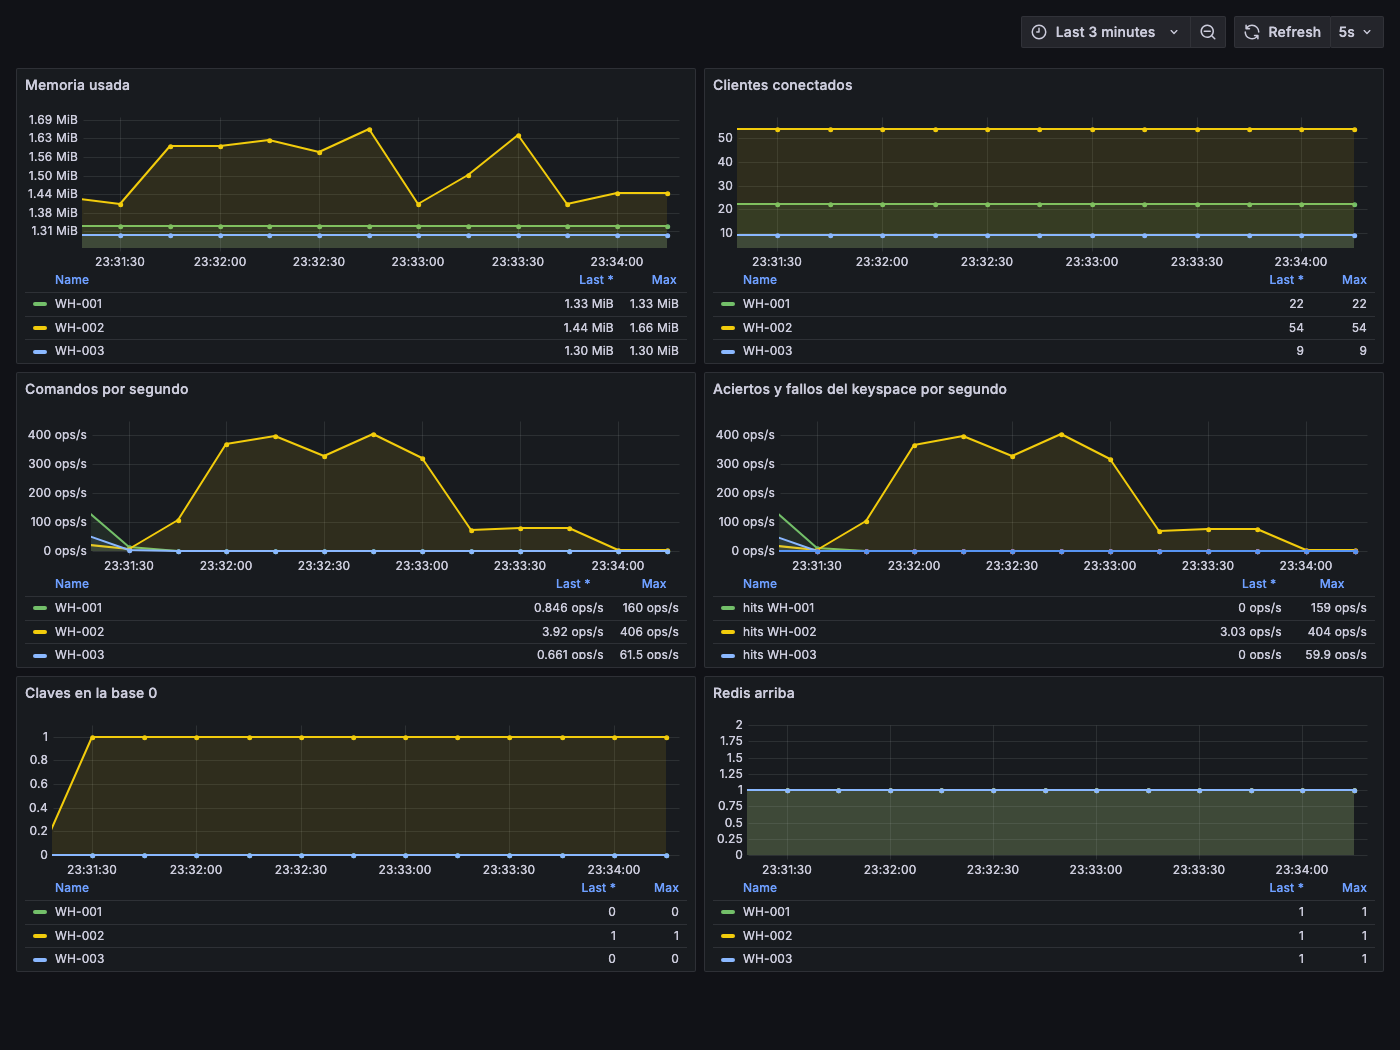 Last 3 minutes
Refresh
5s
Memoria usada
1.69 MiB
1.63 MiB
1.56 MiB
1.50 MiB
1.44 MiB
1.38 MiB
1.31 MiB
23:31:30 23:32:00 23:32:30 23:33:00 23:33:30 23:34:00
Name Last * Max
WH-001 1.33 MiB 1.33 MiB
WH-002 1.44 MiB 1.66 MiB
WH-003 1.30 MiB 1.30 MiB
Clientes conectados
50
40
30
20
10
23:31:30 23:32:00 23:32:30 23:33:00 23:33:30 23:34:00
Name Last * Max
WH-001 22 22
WH-002 54 54
WH-003 9 9
Comandos por segundo
400 ops/s
300 ops/s
200 ops/s
100 ops/s
0 ops/s
23:31:30 23:32:00 23:32:30 23:33:00 23:33:30 23:34:00
Name Last * Max
WH-001 0.846 ops/s 160 ops/s
WH-002 3.92 ops/s 406 ops/s
WH-003 0.661 ops/s 61.5 ops/s
Aciertos y fallos del keyspace por segundo
400 ops/s
300 ops/s
200 ops/s
100 ops/s
0 ops/s
23:31:30 23:32:00 23:32:30 23:33:00 23:33:30 23:34:00
Name Last * Max
hits WH-001 0 ops/s 159 ops/s
hits WH-002 3.03 ops/s 404 ops/s
hits WH-003 0 ops/s 59.9 ops/s
Claves en la base 0
1
0.8
0.6
0.4
0.2
0
23:31:30 23:32:00 23:32:30 23:33:00 23:33:30 23:34:00
Name Last * Max
WH-001 0 0
WH-002 1 1
WH-003 0 0
Redis arriba
2
1.75
1.5
1.25
1
0.75
0.5
0.25
0
23:31:30 23:32:00 23:32:30 23:33:00 23:33:30 23:34:00
Name Last * Max
WH-001 1 1
WH-002 1 1
WH-003 1 1